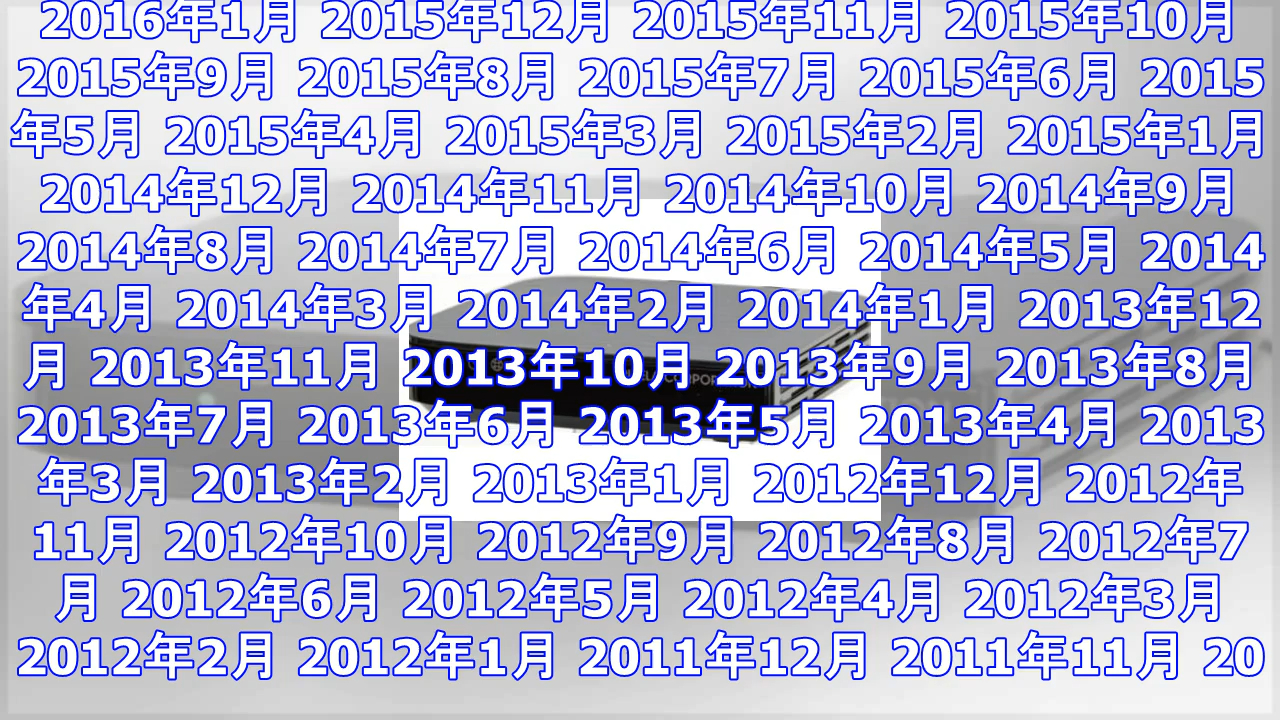 2016年1月 2015年12月 2015年11月 2015年10月
2015年9月 2015年8月 2015年7月 2015年6月 2015
年5月 2015年4月 2015年3月 2015年2月 2015年1月
2014年12月 2014年11月 2014年10月 2014年9月
2014年8月 2014年7月 2014年6月 2014年5月 2014
年4月 2014年3月 2014年2月 2014年1月 2013年12
月 2013年11月 2013年10月 2013年9月 2013年8月
2013年7月 2013年6月 2013年5月 2013年4月 2013
年3月 2013年2月 2013年1月 2012年12月 2012年
11月 2012年10月 2012年9月 2012年8月 2012年7
月 2012年6月 2012年5月 2012年4月 2012年3月
2012年2月 2012年1月 2011年12月 2011年11月 20